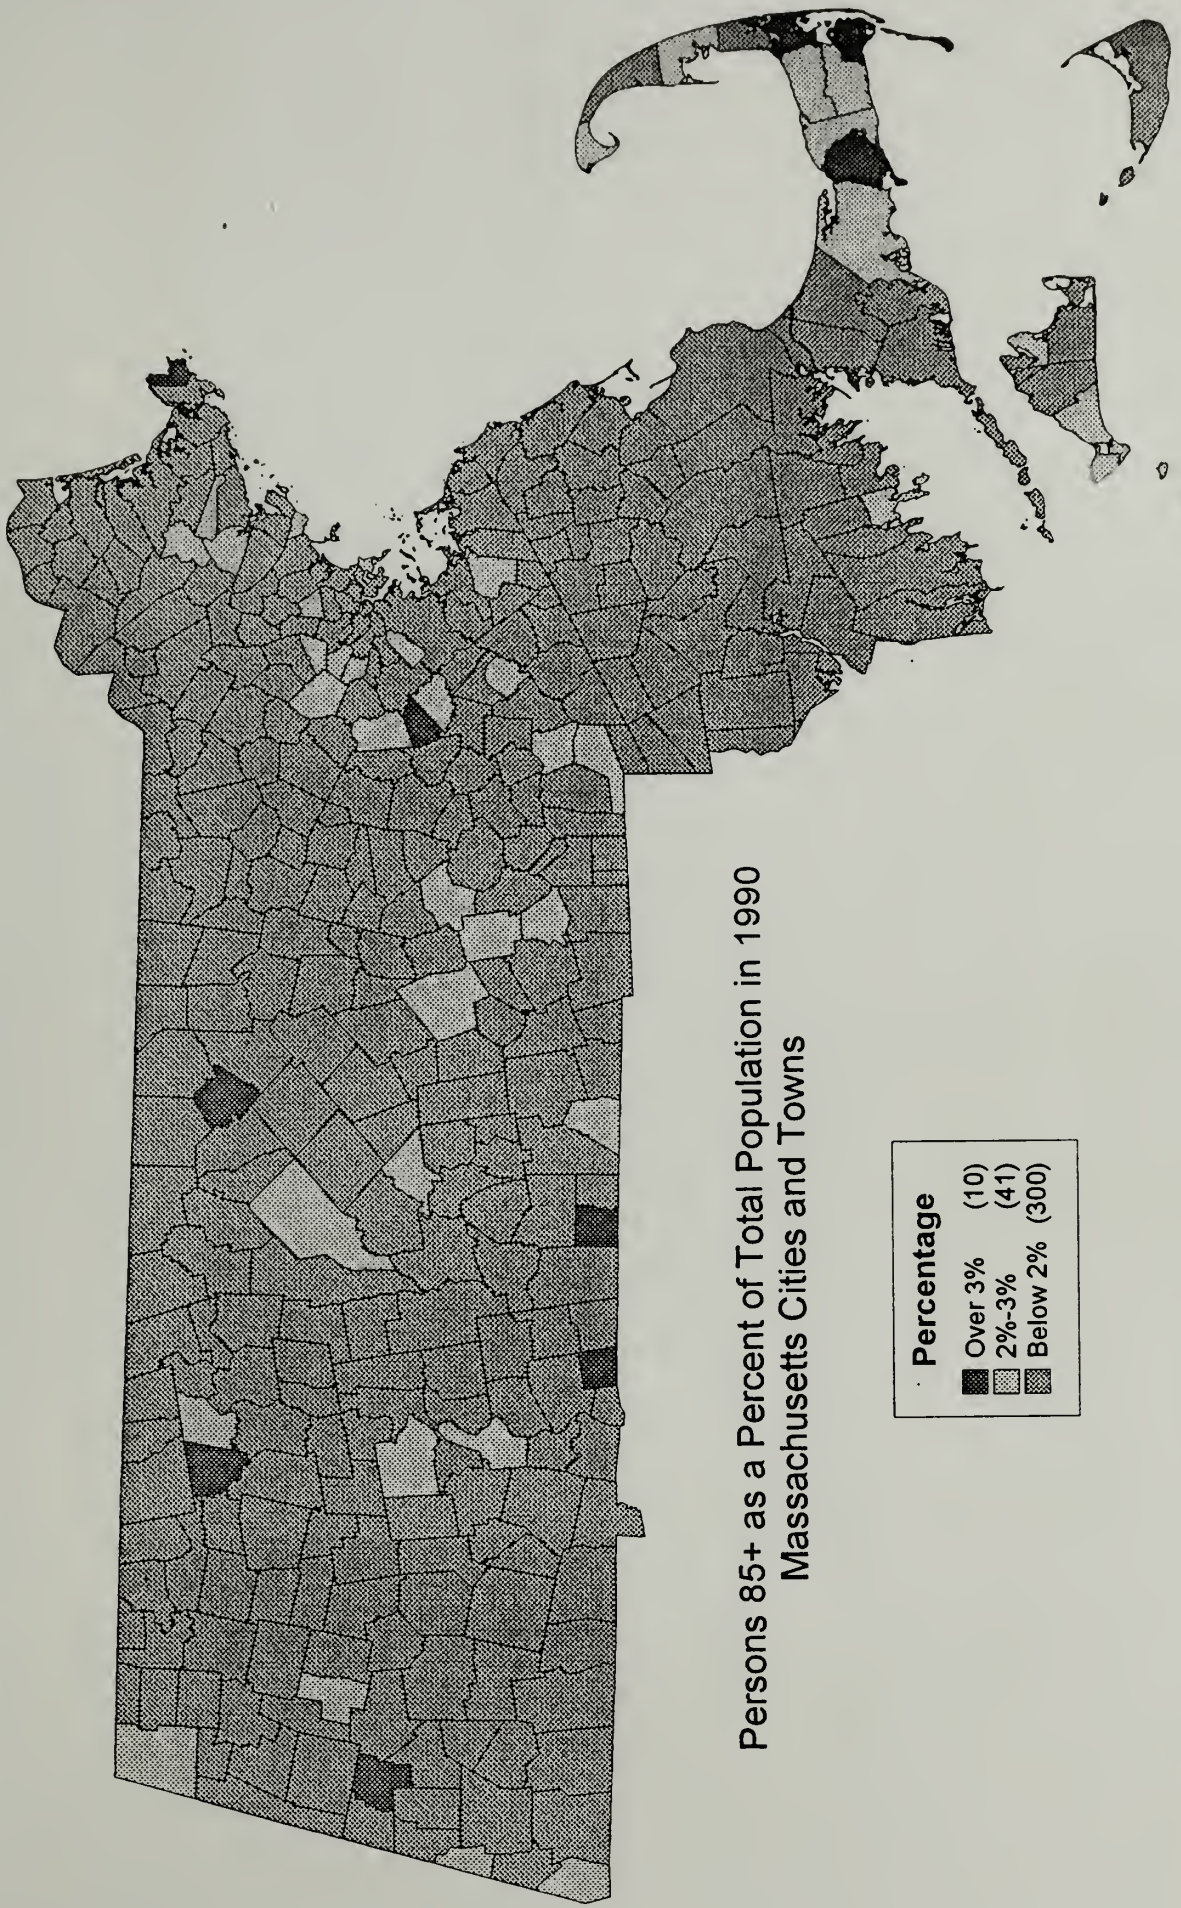 Persons 85+ as a Percent of Total Population in 1990
Massachusetts Cities and Towns
Percentage
Over 3% (10)
2%-3% (41)
Below 2% (300)